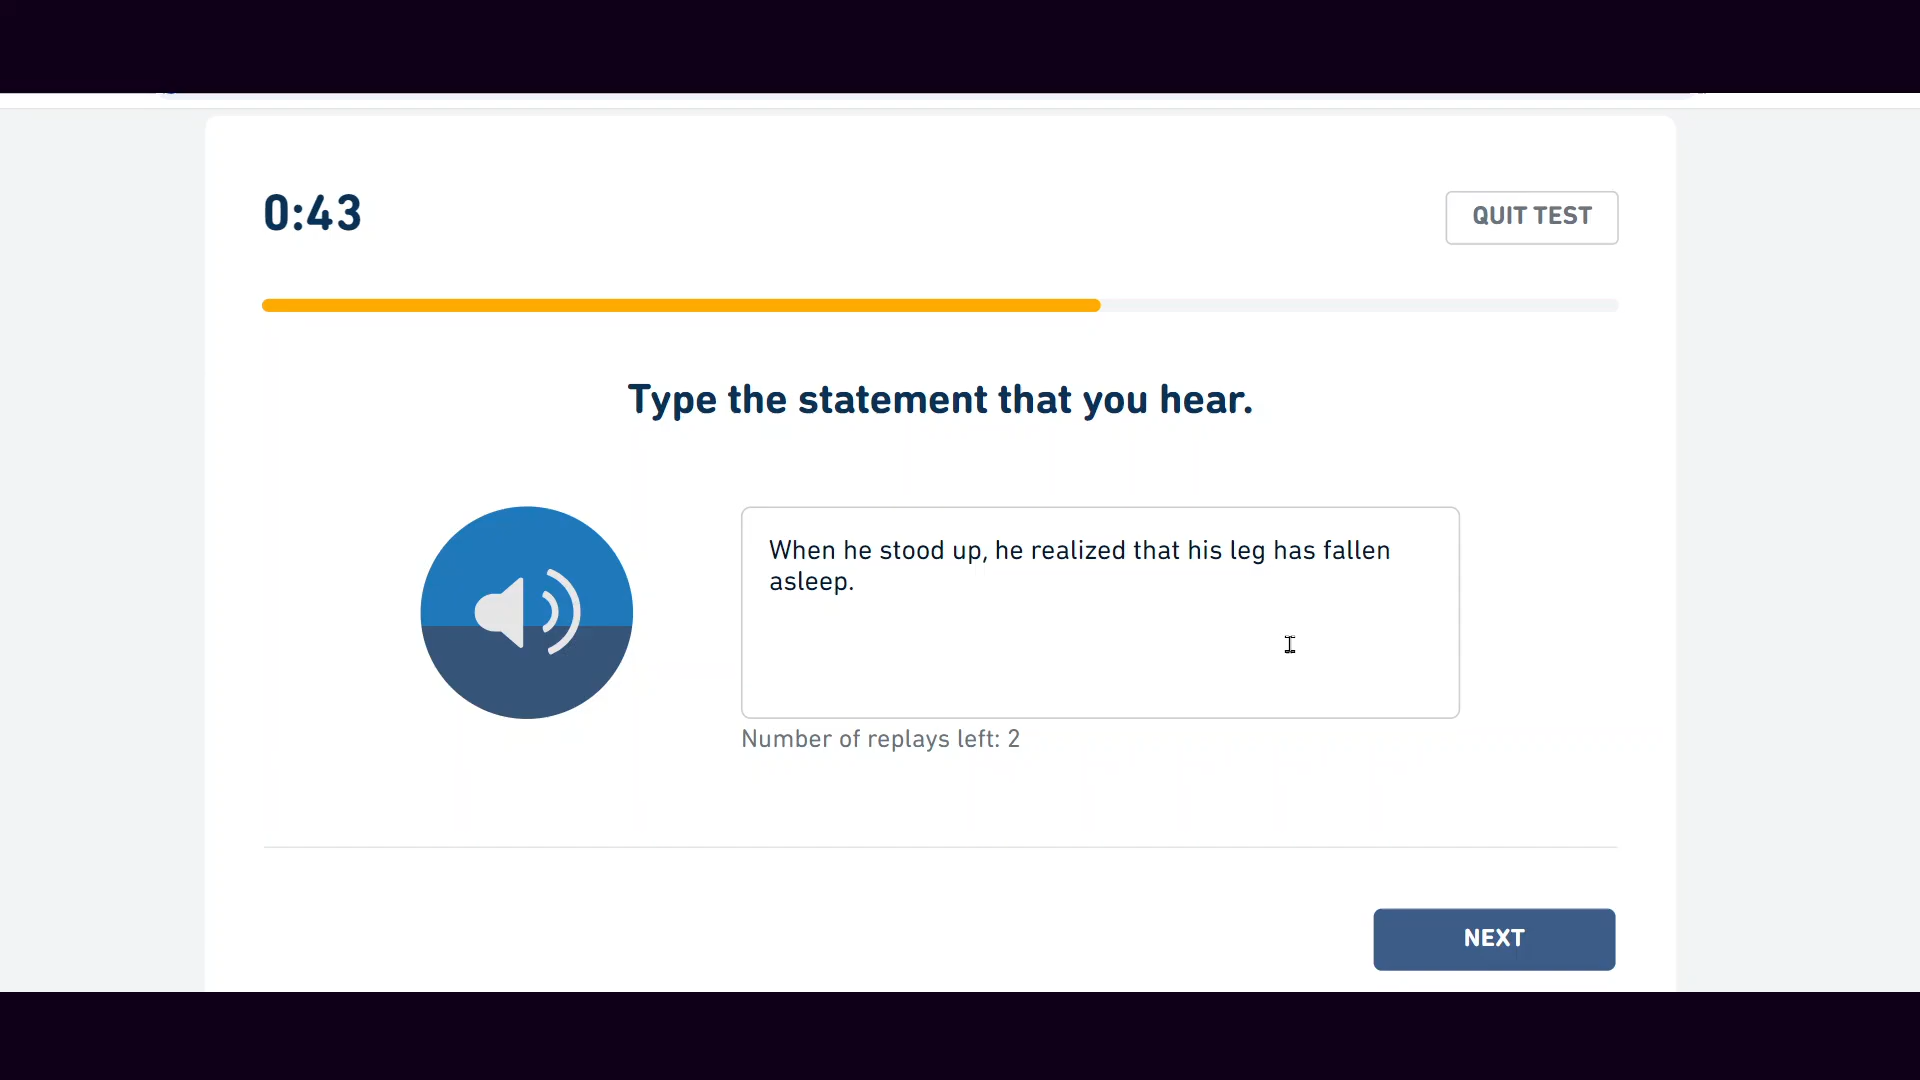 0:43
QUIT TEST
Type the statement that you hear.
When he stood up, he realized that his leg has fallen
asleep.
Number of replays left: 2
NEXT